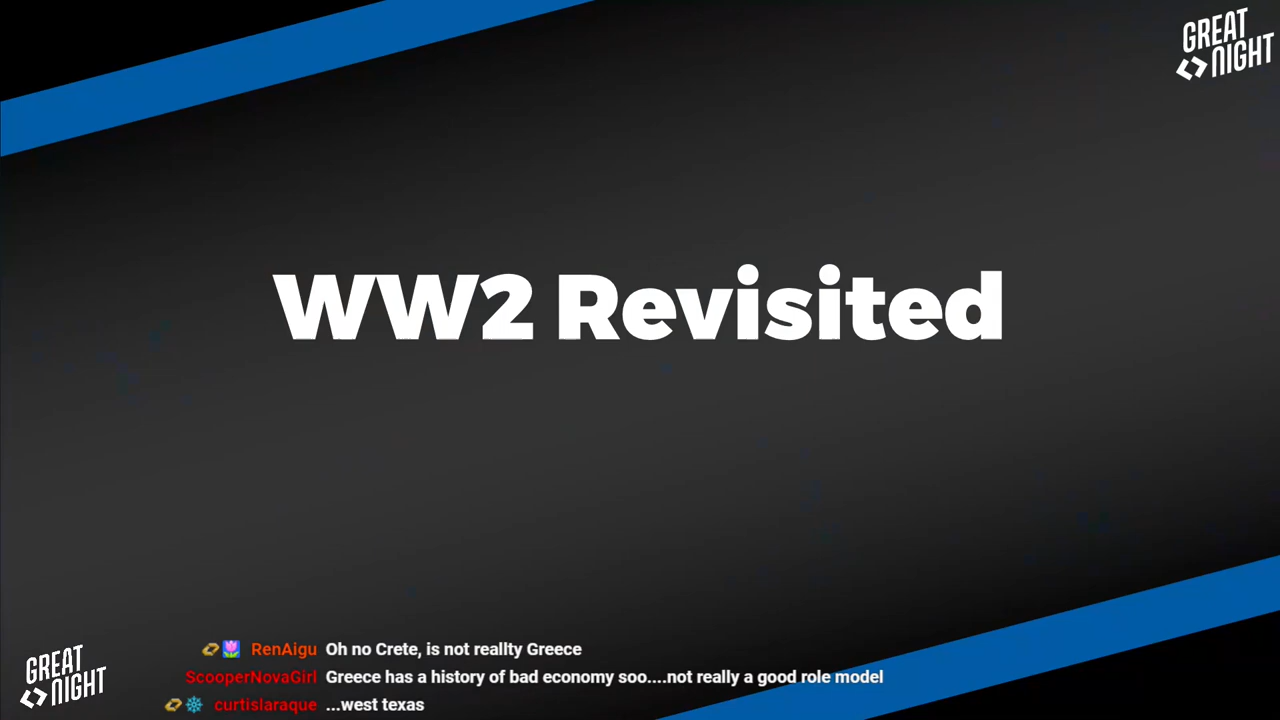 GREAT
NIGHT
WW2 Revisited
RenAigu Oh no Crete, is not reallty Greece
ScooperNovaGirl Greece has a history of bad economy soo....not really a good role model
curtislaraque ...west texas
GREAT
NIGHT